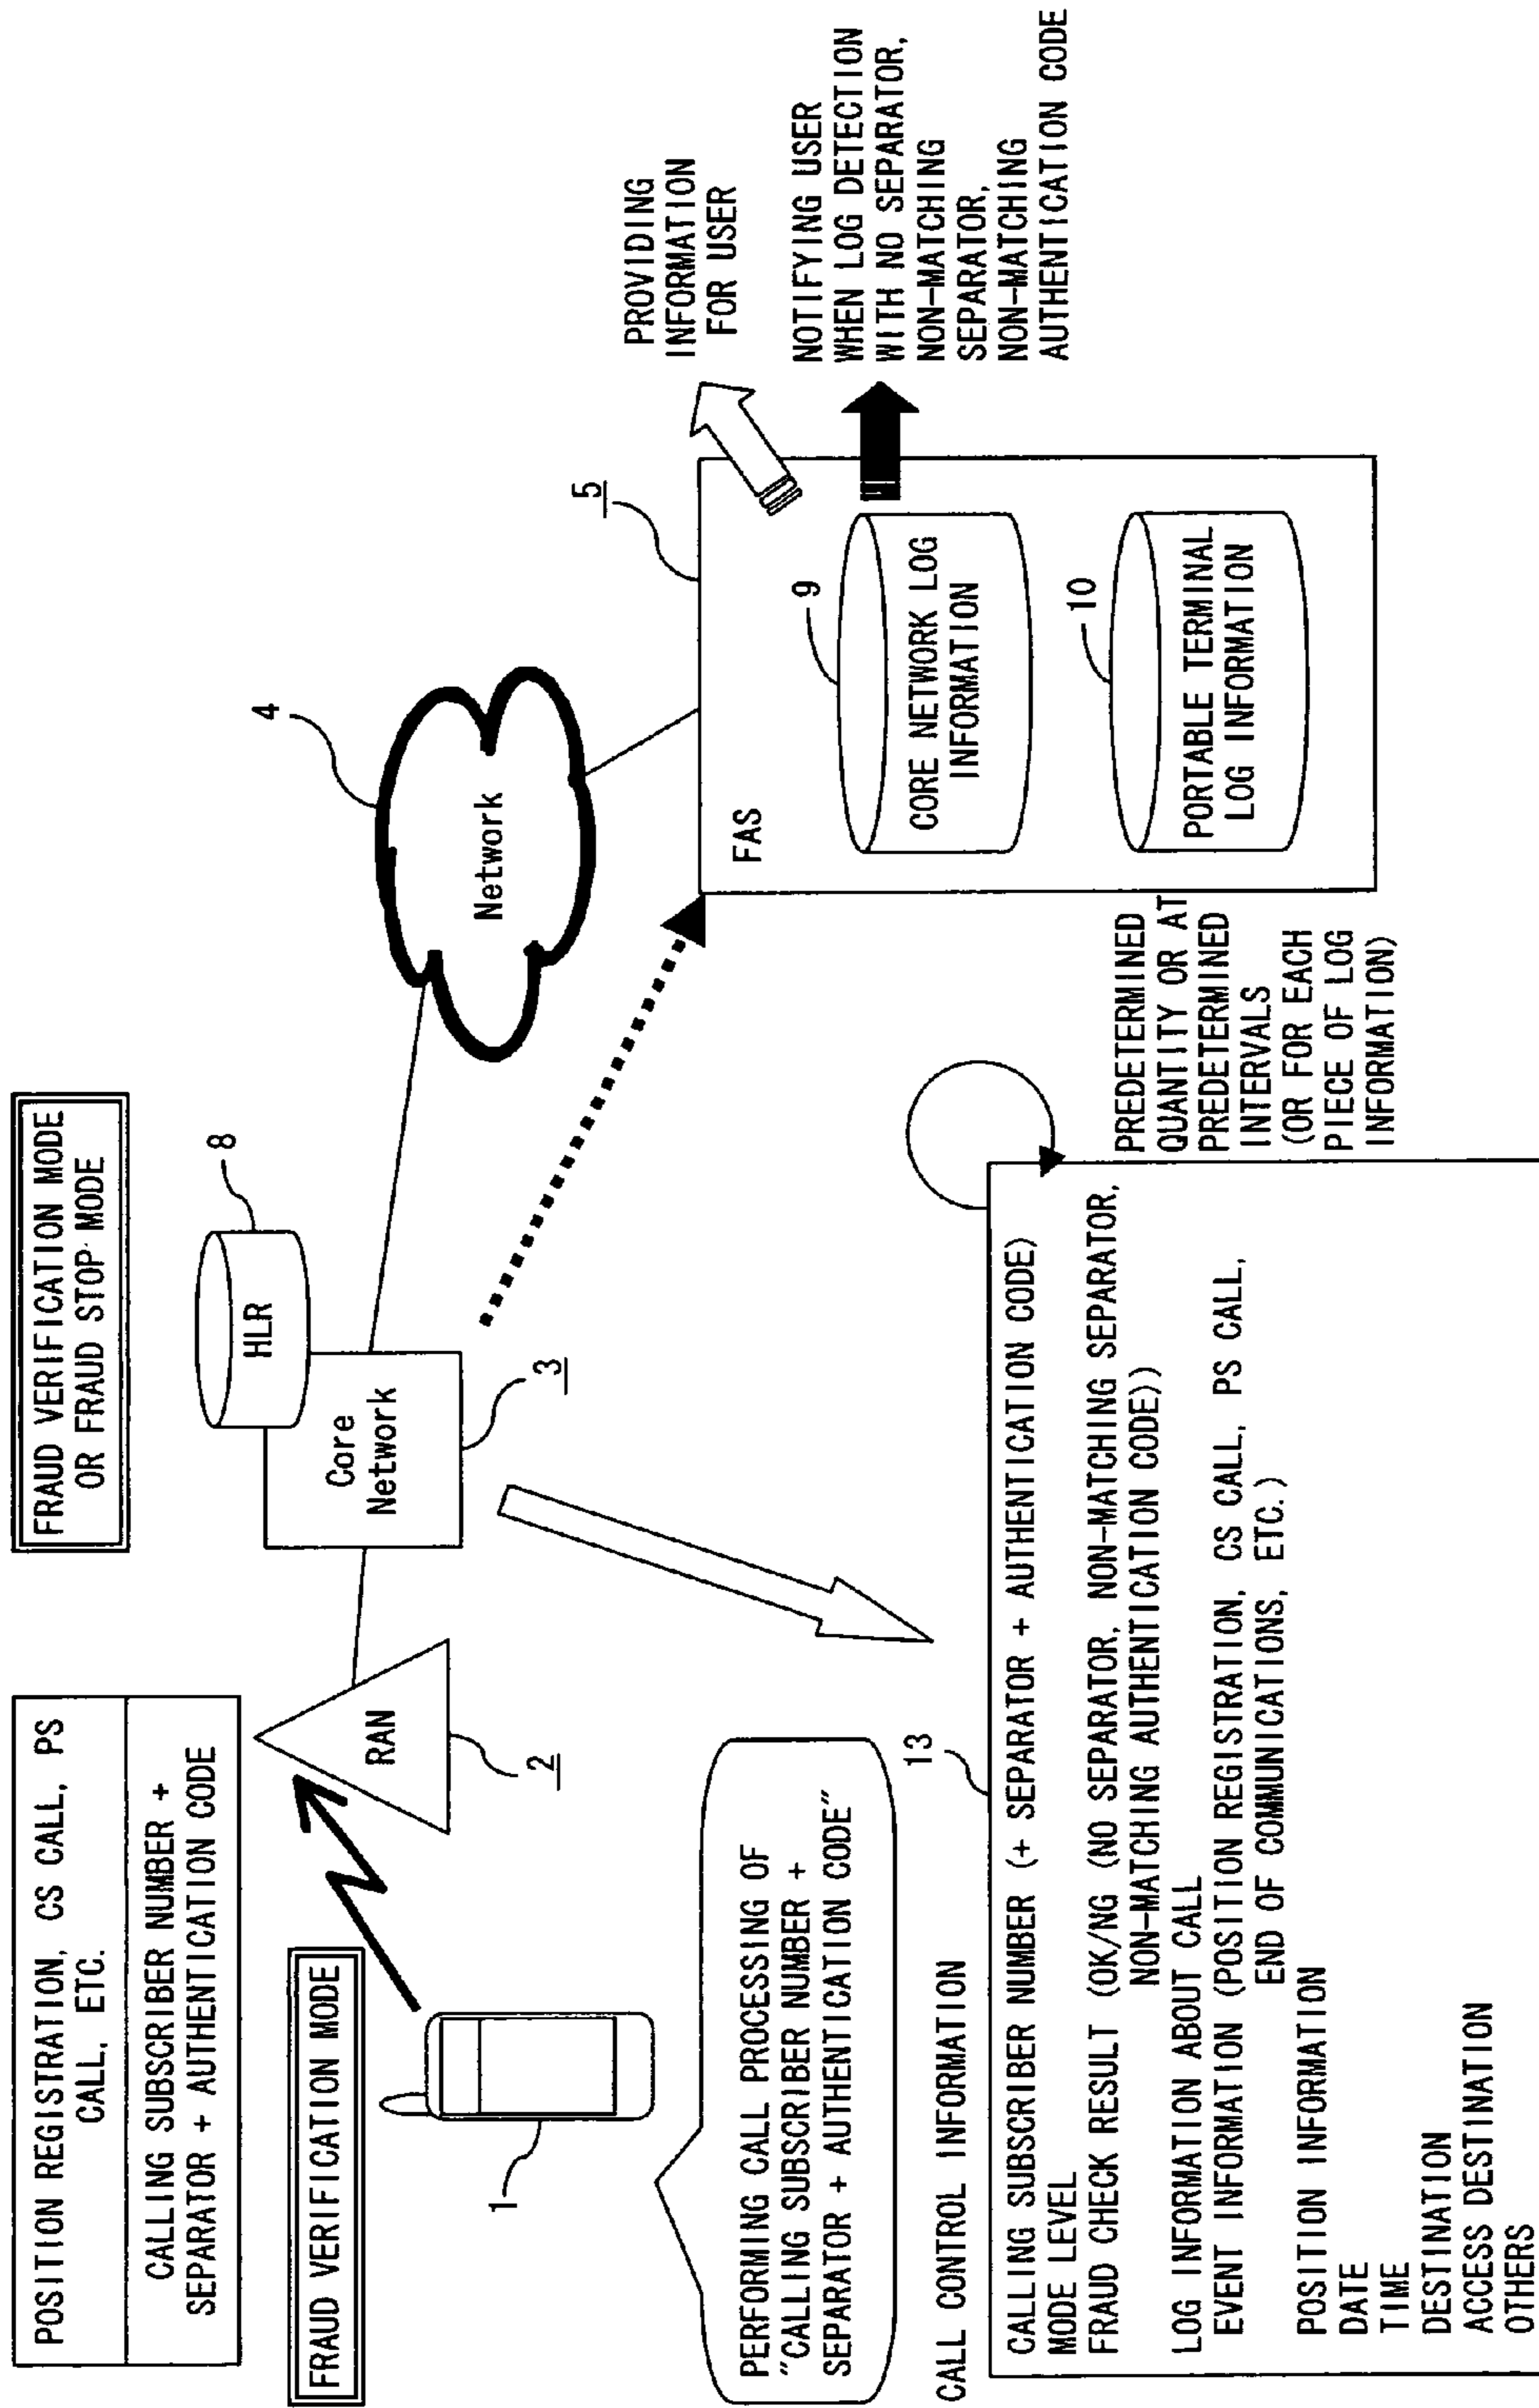 POSITION REGISTRATION, CS CALL, PS
CALL, ETC.
CALLING SUBSCRIBER NUMBER +
SEPARATOR + AUTHENTICATION CODE
FRAUD VERIFICATION MODE
OR FRAUD STOP MODE
FRAUD VERIFICATION MODE
1
RAN
2
HLR
8
Core
Network
3
Network
4
PERFORMING CALL PROCESSING OF
"CALLING SUBSCRIBER NUMBER +
SEPARATOR + AUTHENTICATION CODE"
5
FAS
9
CORE NETWORK LOG
INFORMATION
10
PORTABLE TERMINAL
LOG INFORMATION
PROVIDING
INFORMATION
FOR USER
NOTIFYING USER
WHEN LOG DETECTION
WITH NO SEPARATOR,
NON-MATCHING
SEPARATOR,
NON-MATCHING
AUTHENTICATION CODE
CALL CONTROL INFORMATION
13
CALLING SUBSCRIBER NUMBER (+ SEPARATOR + AUTHENTICATION CODE)
MODE LEVEL
FRAUD CHECK RESULT (OK/NG (NO SEPARATOR, NON-MATCHING SEPARATOR,
NON-MATCHING AUTHENTICATION CODE))
LOG INFORMATION ABOUT CALL
EVENT INFORMATION (POSITION REGISTRATION, CS CALL, PS CALL,
END OF COMMUNICATIONS, ETC.)
POSITION INFORMATION
DATE
TIME
DESTINATION
ACCESS DESTINATION
OTHERS
PREDETERMINED
QUANTITY OR AT
PREDETERMINED
INTERVALS
(OR FOR EACH
PIECE OF LOG
INFORMATION)